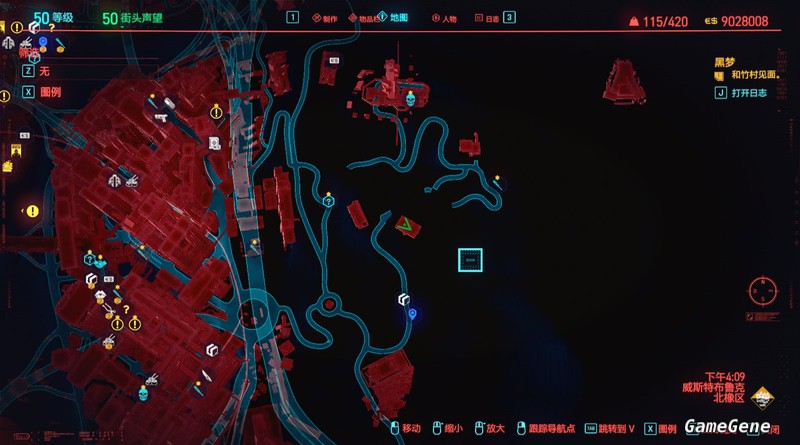 50 等级
50 街头声望
1
制作
物品栏
地图
人物
日志
3
115/420
€$ 9028008
筛选
Z 无
X 图例
黑梦
和竹村见面。
J 打开日志
下午4:09
威斯特布鲁克
北橡区
移动
缩小
放大
跟踪导航点
TAB 跳转到 V
X 图例
闭
GameGene